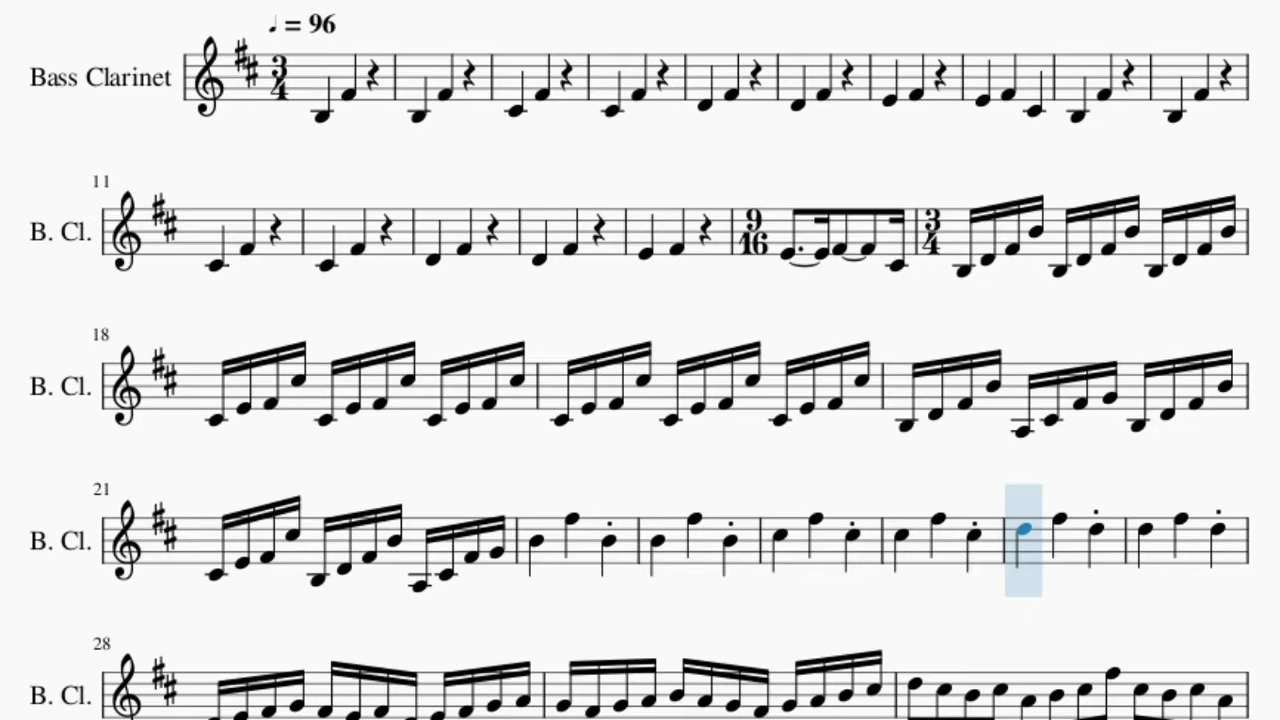 ♩ = 96
Bass Clarinet
3
4
11
B. Cl.
9
16
3
4
18
B. Cl.
21
B. Cl.
28
B. Cl.